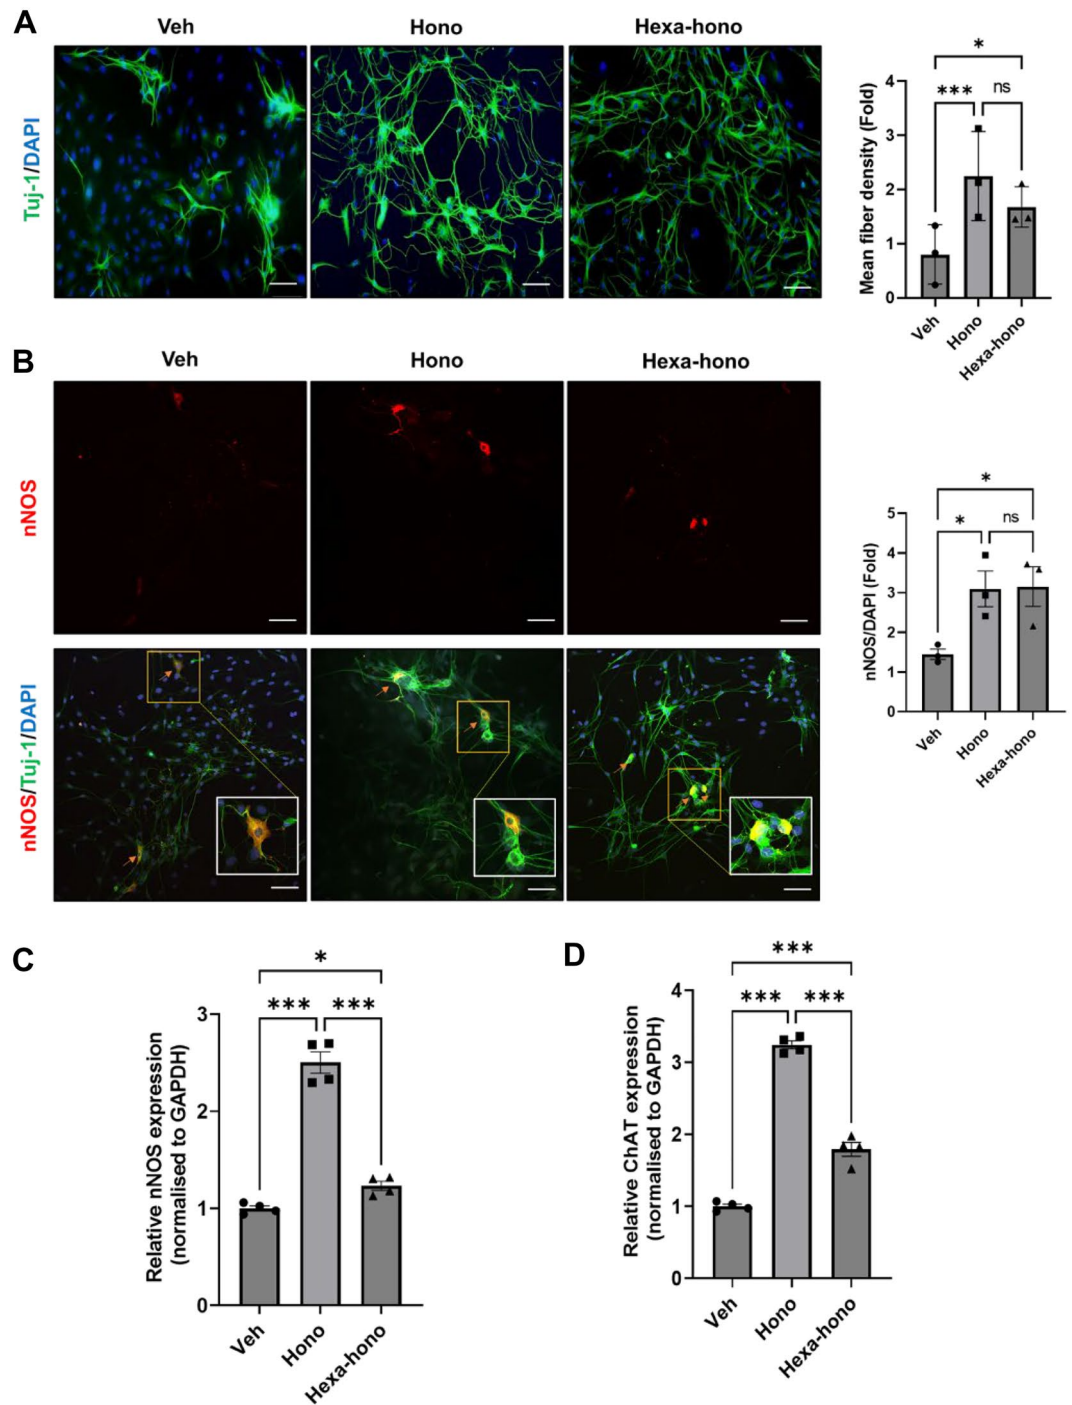 A
Veh
Hono
Hexa-hono
Tuj-1/DAPI
Mean fiber density (Fold)
*
***
ns
4
3
2
1
0
Veh
Hono
Hexa-hono
B
Veh
Hono
Hexa-hono
nNOS
nNOS/Tuj-1/DAPI
nNOS/DAPI (Fold)
*
*
ns
5
4
3
2
1
0
Veh
Hono
Hexa-hono
C
Relative nNOS expression
(normalised to GAPDH)
*
***
***
3
2
1
0
Veh
Hono
Hexa-hono
D
Relative ChAT expression
(normalised to GAPDH)
***
***
***
4
3
2
1
0
Veh
Hono
Hexa-hono